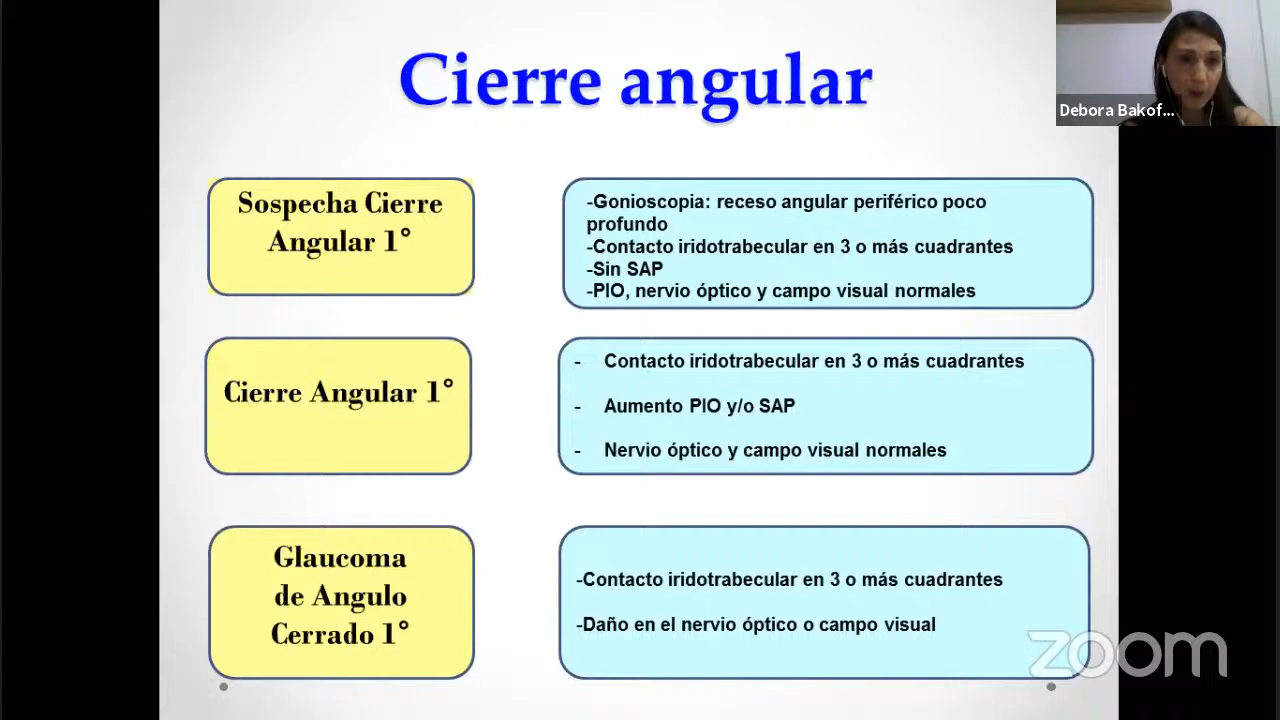 Cierre angular
Debora Bakof...
Sospecha Cierre
Angular 1°
-Gonioscopia: receso angular periférico poco
profundo
-Contacto iridotrabecular en 3 o más cuadrantes
-Sin SAP
-PIO, nervio óptico y campo visual normales
Cierre Angular 1°
- Contacto iridotrabecular en 3 o más cuadrantes
- Aumento PIO y/o SAP
- Nervio óptico y campo visual normales
Glaucoma
de Angulo
Cerrado 1°
-Contacto iridotrabecular en 3 o más cuadrantes
-Daño en el nervio óptico o campo visual
zoom